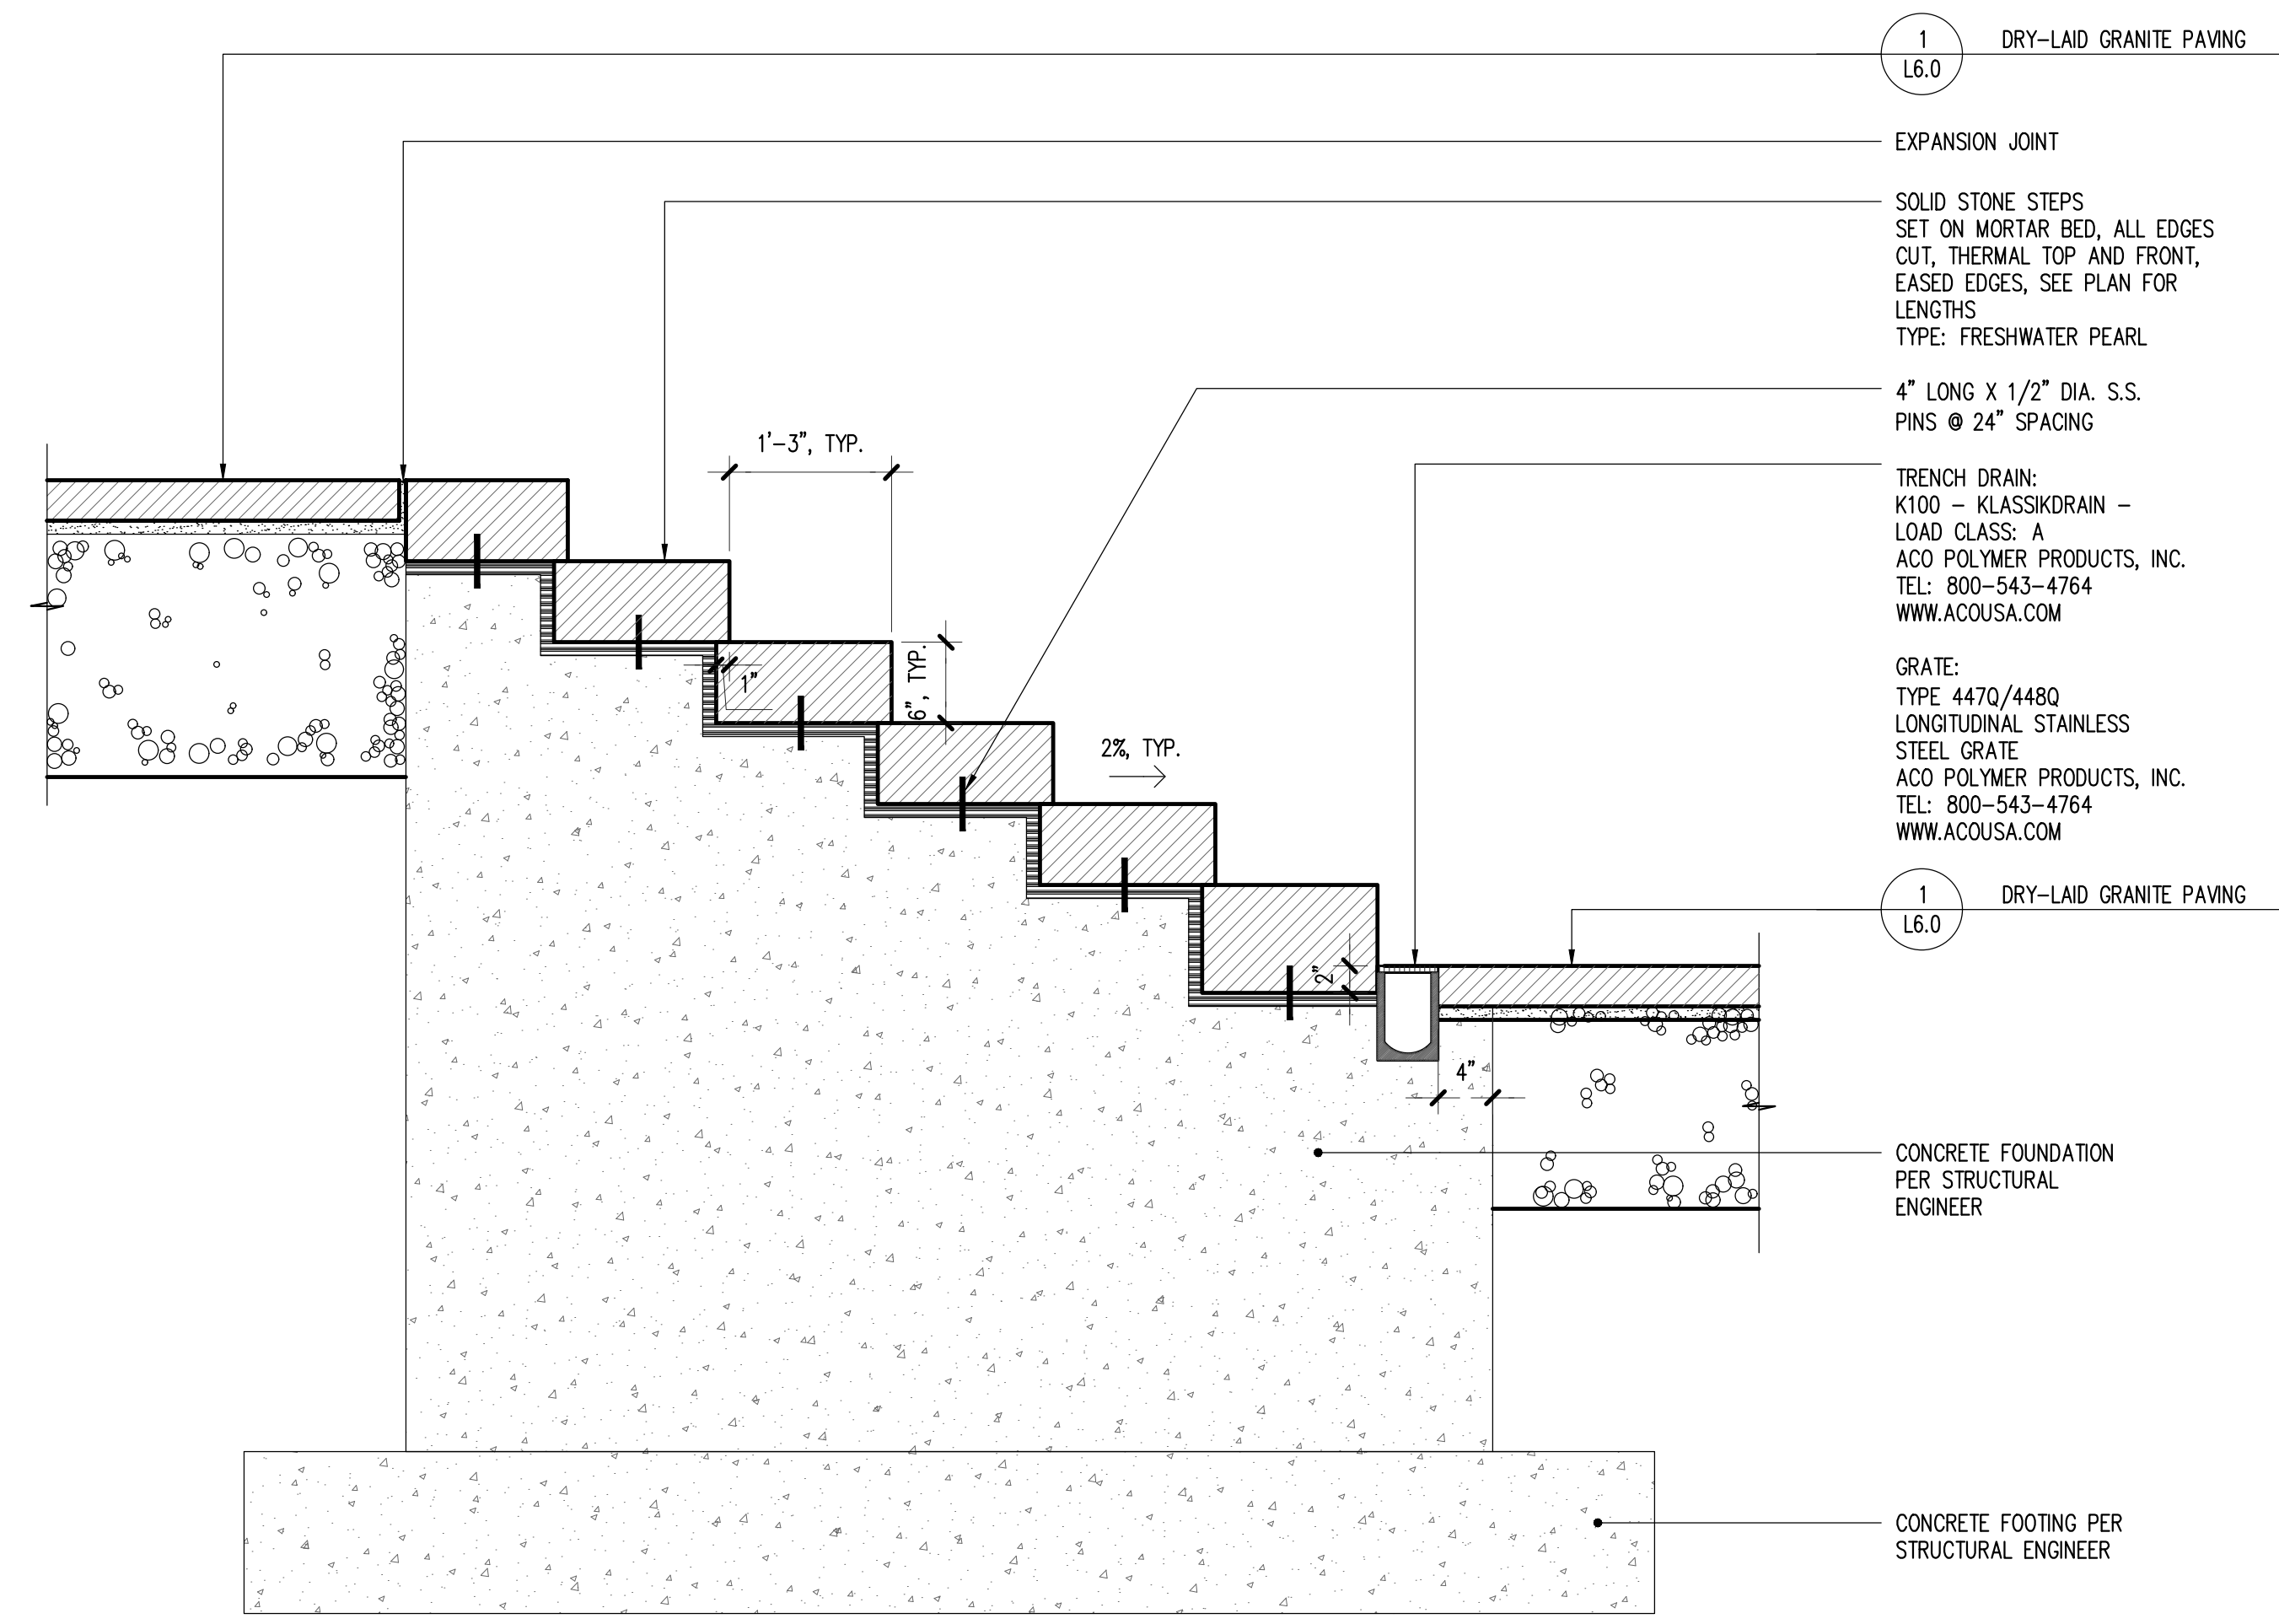 1 DRY-LAID GRANITE PAVING
L6.0
EXPANSION JOINT
SOLID STONE STEPS
SET ON MORTAR BED, ALL EDGES
CUT, THERMAL TOP AND FRONT,
EASED EDGES, SEE PLAN FOR
LENGTHS
TYPE: FRESHWATER PEARL
4" LONG X 1/2" DIA. S.S.
PINS @ 24" SPACING
1'-3", TYP.
TRENCH DRAIN:
K100 - KLASSIKDRAIN -
LOAD CLASS: A
ACO POLYMER PRODUCTS, INC.
TEL: 800-543-4764
WWW.ACOUSA.COM
6", TYP.
1"
GRATE:
TYPE 447Q/448Q
LONGITUDINAL STAINLESS
STEEL GRATE
ACO POLYMER PRODUCTS, INC.
TEL: 800-543-4764
WWW.ACOUSA.COM
2%, TYP.
1 DRY-LAID GRANITE PAVING
L6.0
2"
4"
CONCRETE FOUNDATION
PER STRUCTURAL
ENGINEER
CONCRETE FOOTING PER
STRUCTURAL ENGINEER